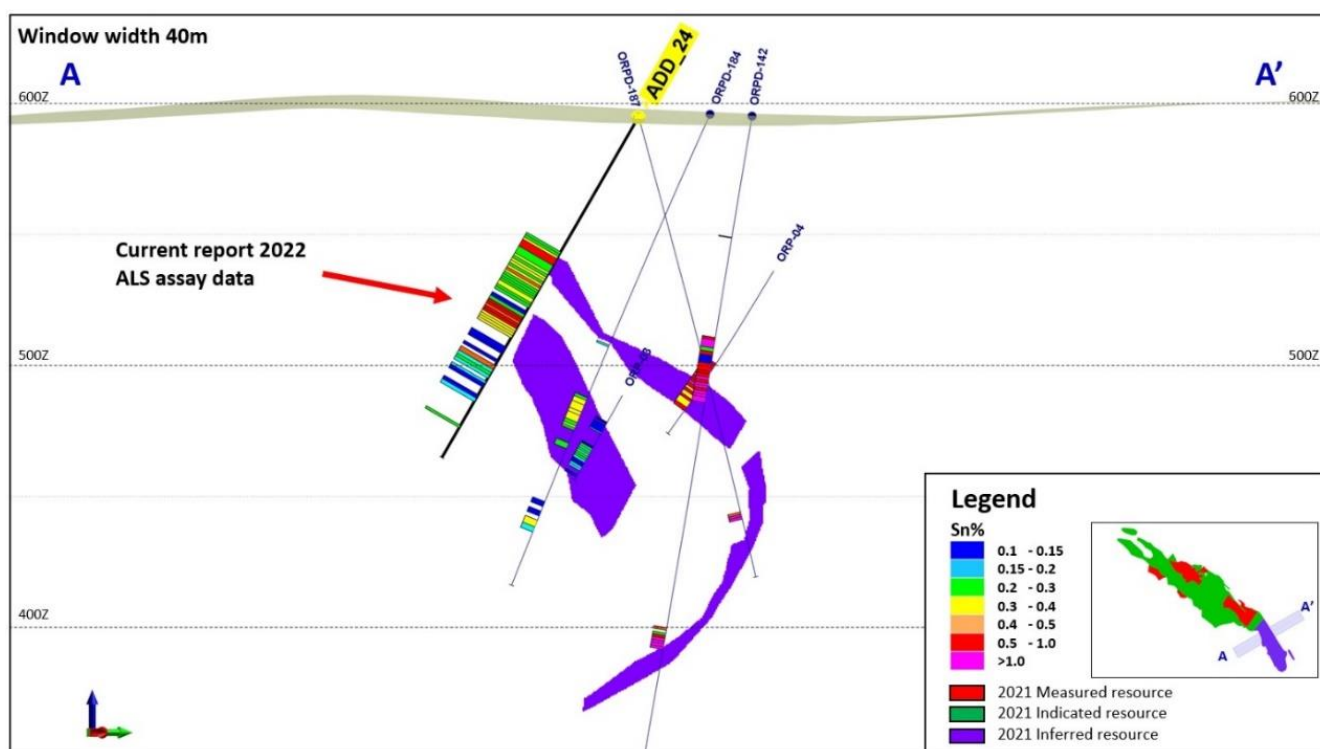 Window width 40m
A
A'
600Z
600Z
ORPD-187
ADD_24
ORPD-184
ORPD-142
ORP-04
Current report 2022
ALS assay data
500Z
500Z
400Z
Legend
Sn%
0.1 - 0.15
0.15 - 0.2
0.2 - 0.3
0.3 - 0.4
0.4 - 0.5
0.5 - 1.0
>1.0
2021 Measured resource
2021 Indicated resource
2021 Inferred resource
A'
A